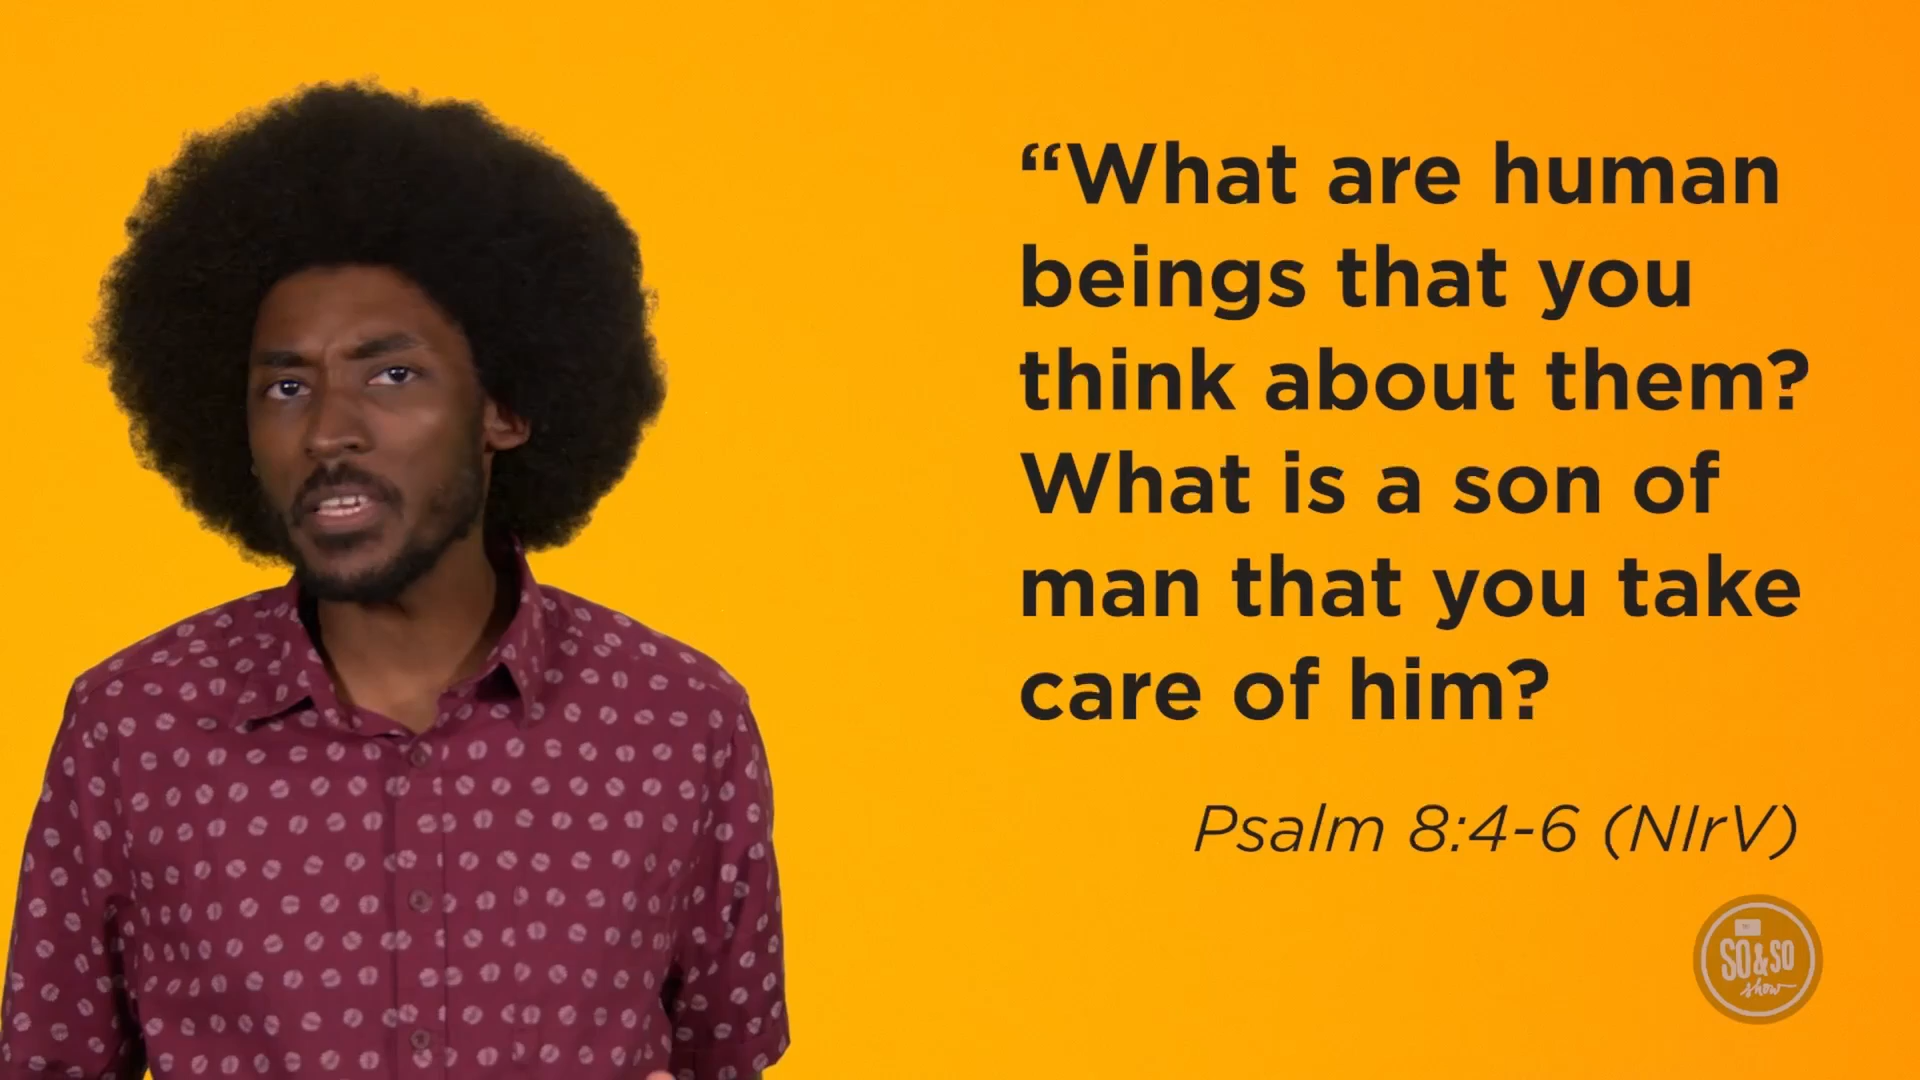 “What are human
beings that you
think about them?
What is a son of
man that you take
care of him?
Psalm 8:4-6 (NIrV)
SO & SO
show